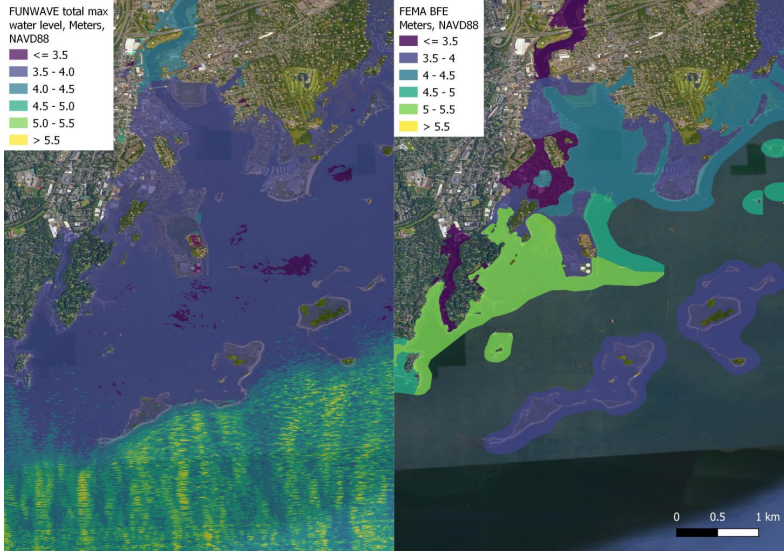 FUNWAVE total max
water level, Meters,
NAVD88
<= 3.5
3.5 - 4.0
4.0 - 4.5
4.5 - 5.0
5.0 - 5.5
> 5.5
FEMA BFE
Meters, NAVD88
<= 3.5
3.5 - 4
4 - 4.5
4.5 - 5
5 - 5.5
> 5.5
0 0.5 1 km